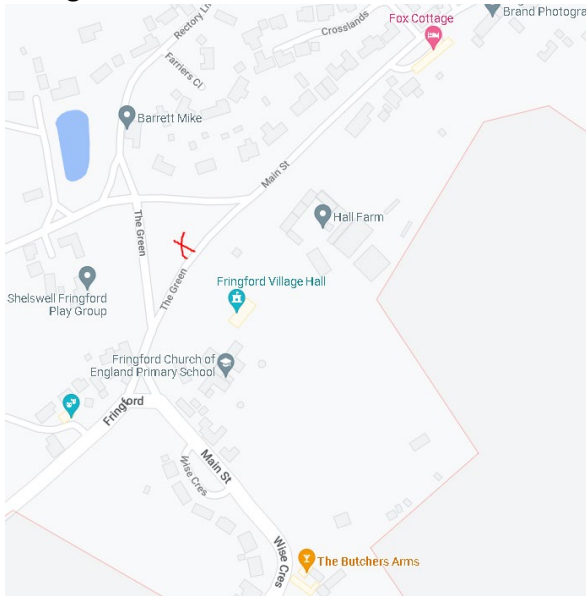 Fox Cottage
Brand Photogra
Crosslands
Rectory Ln
Farriers Cl
Barrett Mike
Main St
The Green
Hall Farm
The Green
Fringford Village Hall
Shelswell Fringford
Play Group
Fringford Church of
England Primary School
Fringford
Main St
Wise Cres
Wise Cres
The Butchers Arms